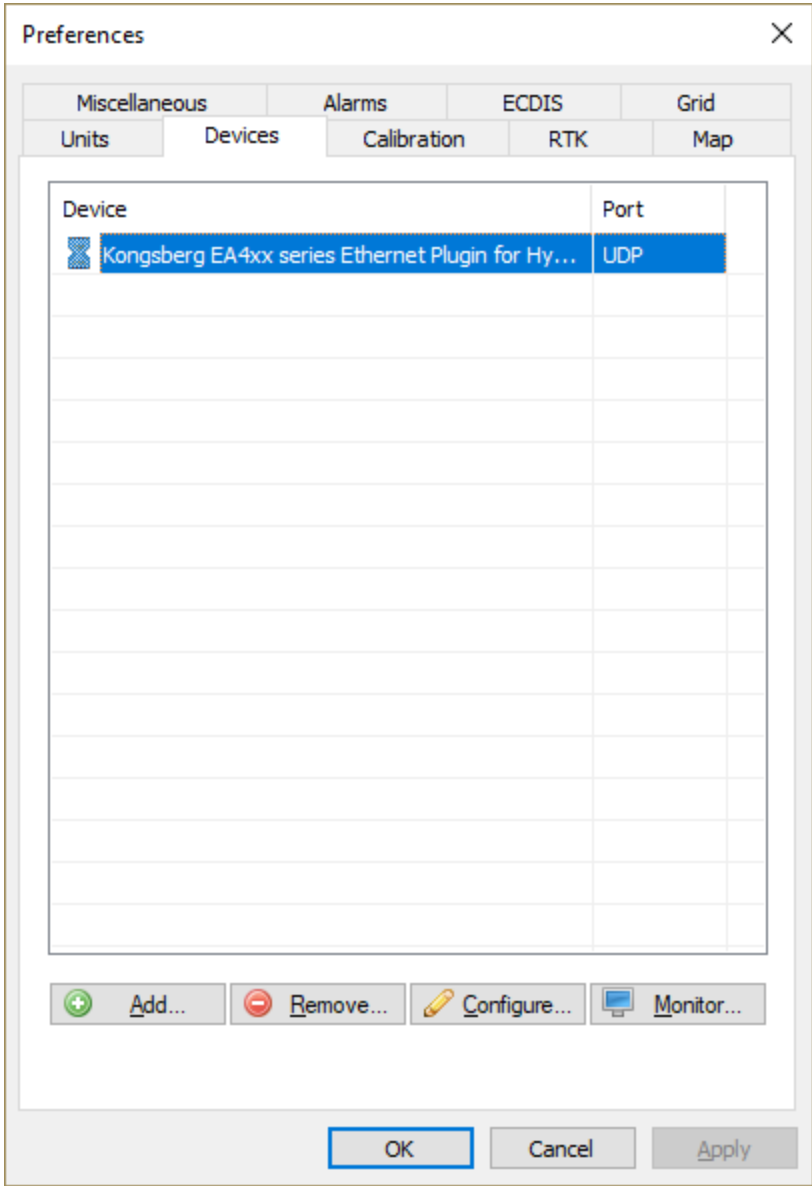 Preferences
Miscellaneous Alarms ECDIS Grid
Units Devices Calibration RTK Map
Device Port
Kongsberg EA4xx series Ethernet Plugin for Hy... UDP
Add... Remove... Configure... Monitor...
OK Cancel Apply